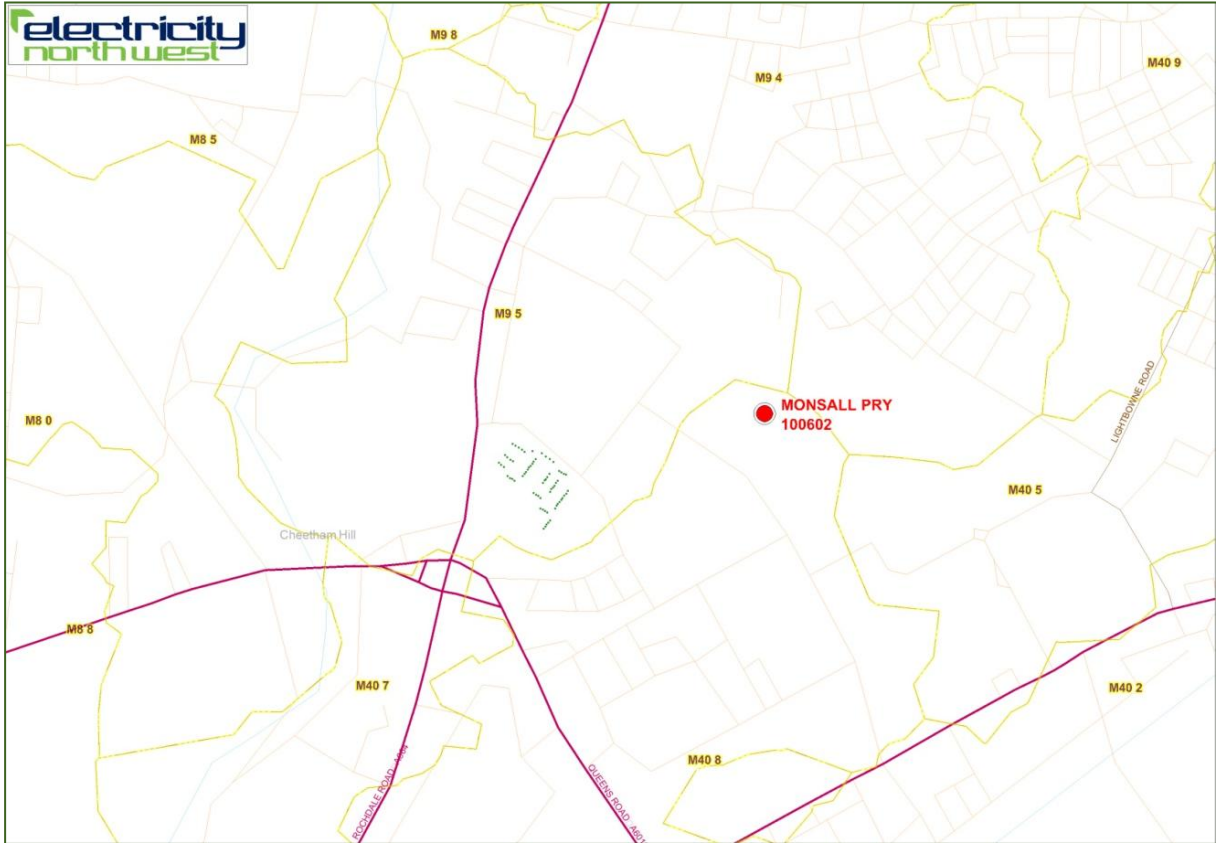 electricity
north west
M9 8
M40 9
M9 4
M8 5
M9 5
LIGHTBOWNE ROAD
MONSALL PRY
100602
M8 0
M40 5
Cheetham Hill
M8 8
M40 7
M40 2
M40 8
ROCHDALE ROAD
QUEENS ROAD